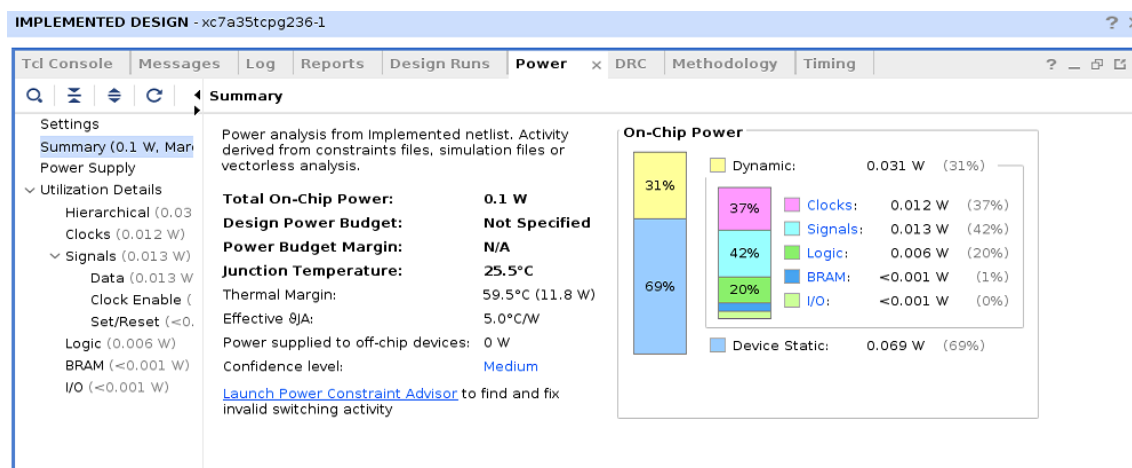 IMPLEMENTED DESIGN - xc7a35tcpg236-1 ?
Tcl Console Messages Log Reports Design Runs Power × DRC Methodology Timing ?
Summary
Settings
Summary (0.1 W, Mar
Power Supply
Utilization Details
Hierarchical (0.03
Clocks (0.012 W)
Signals (0.013 W)
Data (0.013 W
Clock Enable (
Set/Reset (<0.
Logic (0.006 W)
BRAM (<0.001 W)
I/O (<0.001 W)
Power analysis from Implemented netlist. Activity
derived from constraints files, simulation files or
vectorless analysis.
Total On-Chip Power: 0.1 W
Design Power Budget: Not Specified
Power Budget Margin: N/A
Junction Temperature: 25.5°C
Thermal Margin: 59.5°C (11.8 W)
Effective ϑJA: 5.0°C/W
Power supplied to off-chip devices: 0 W
Confidence level: Medium
Launch Power Constraint Advisor to find and fix
invalid switching activity
On-Chip Power
31%
69%
Dynamic: 0.031 W (31%)
37%
42%
20%
Clocks: 0.012 W (37%)
Signals: 0.013 W (42%)
Logic: 0.006 W (20%)
BRAM: <0.001 W (1%)
I/O: <0.001 W (0%)
Device Static: 0.069 W (69%)